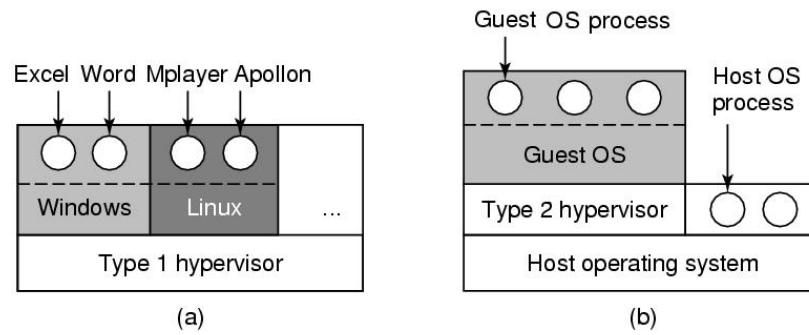 Excel Word Mplayer Apollon
Windows
Linux
...
Type 1 hypervisor
(a)
Guest OS process
Host OS
process
Guest OS
Type 2 hypervisor
Host operating system
(b)